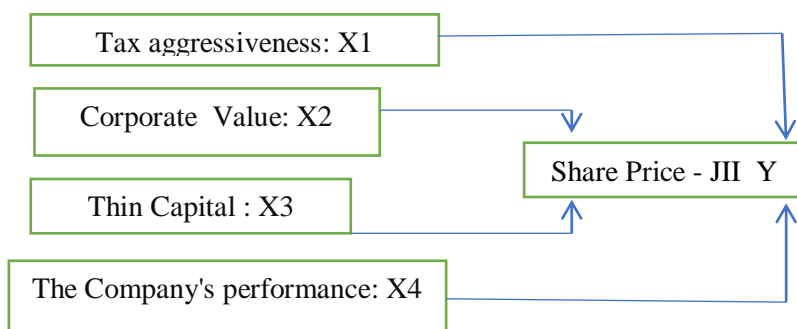 Tax aggressiveness: X1
Corporate Value: X2
Share Price - JII Y
Thin Capital : X3
The Company's performance: X4